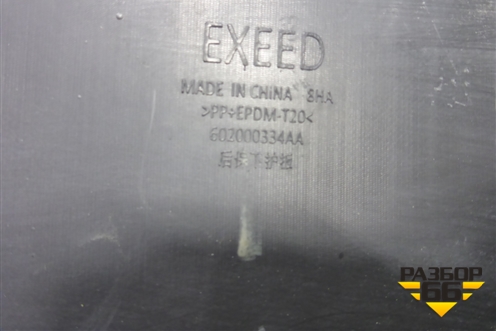 EXEED
MADE IN CHINA 8HA
>PP+EPDM-T20<
602000334AA
后保下护板
РАЗБОР
66